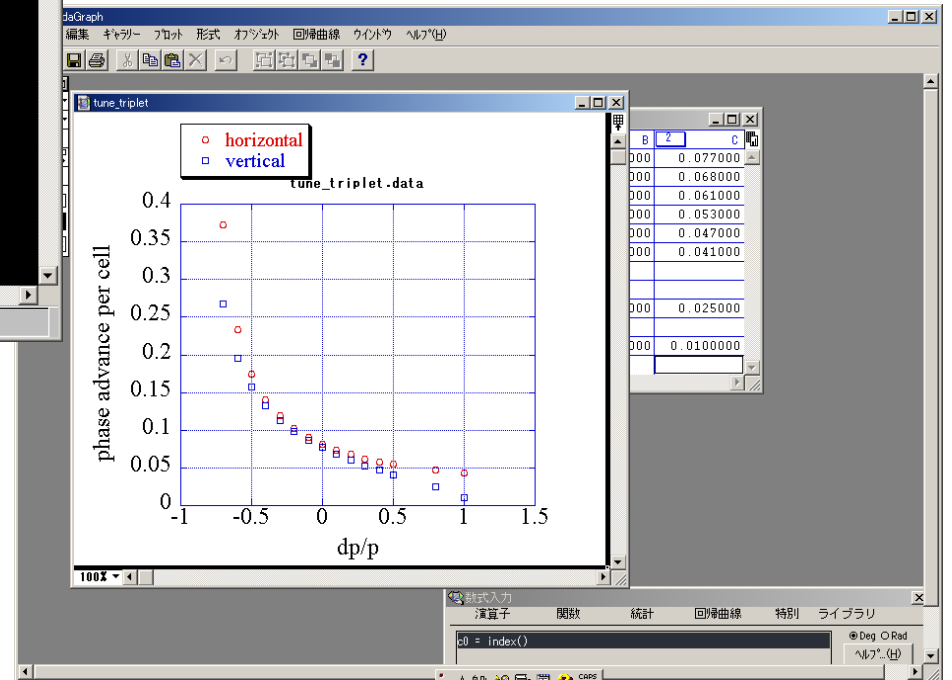 daGraph
編集 ｷﾞｬﾗﾘｰ ﾌﾟﾛｯﾄ 形式 ｵﾌﾞｼﾞｪｸﾄ 回帰曲線 ｳｲﾝﾄﾞｳ ﾍﾙﾌﾟ(H)
tune_triplet
horizontal
vertical
tune_triplet.data
0.4
0.35
0.3
0.25
0.2
0.15
0.1
0.05
0
-1 -0.5 0 0.5 1 1.5
phase advance per cell
dp/p
100%
B 2 C
000 0.077000
000 0.068000
000 0.061000
000 0.053000
000 0.047000
000 0.041000
000 0.025000
000 0.0100000
数式入力
演算子 関数 統計 回帰曲線 特別 ライブラリ
c0 = index()
Deg Rad
ﾍﾙﾌﾟ...(H)
CAPS